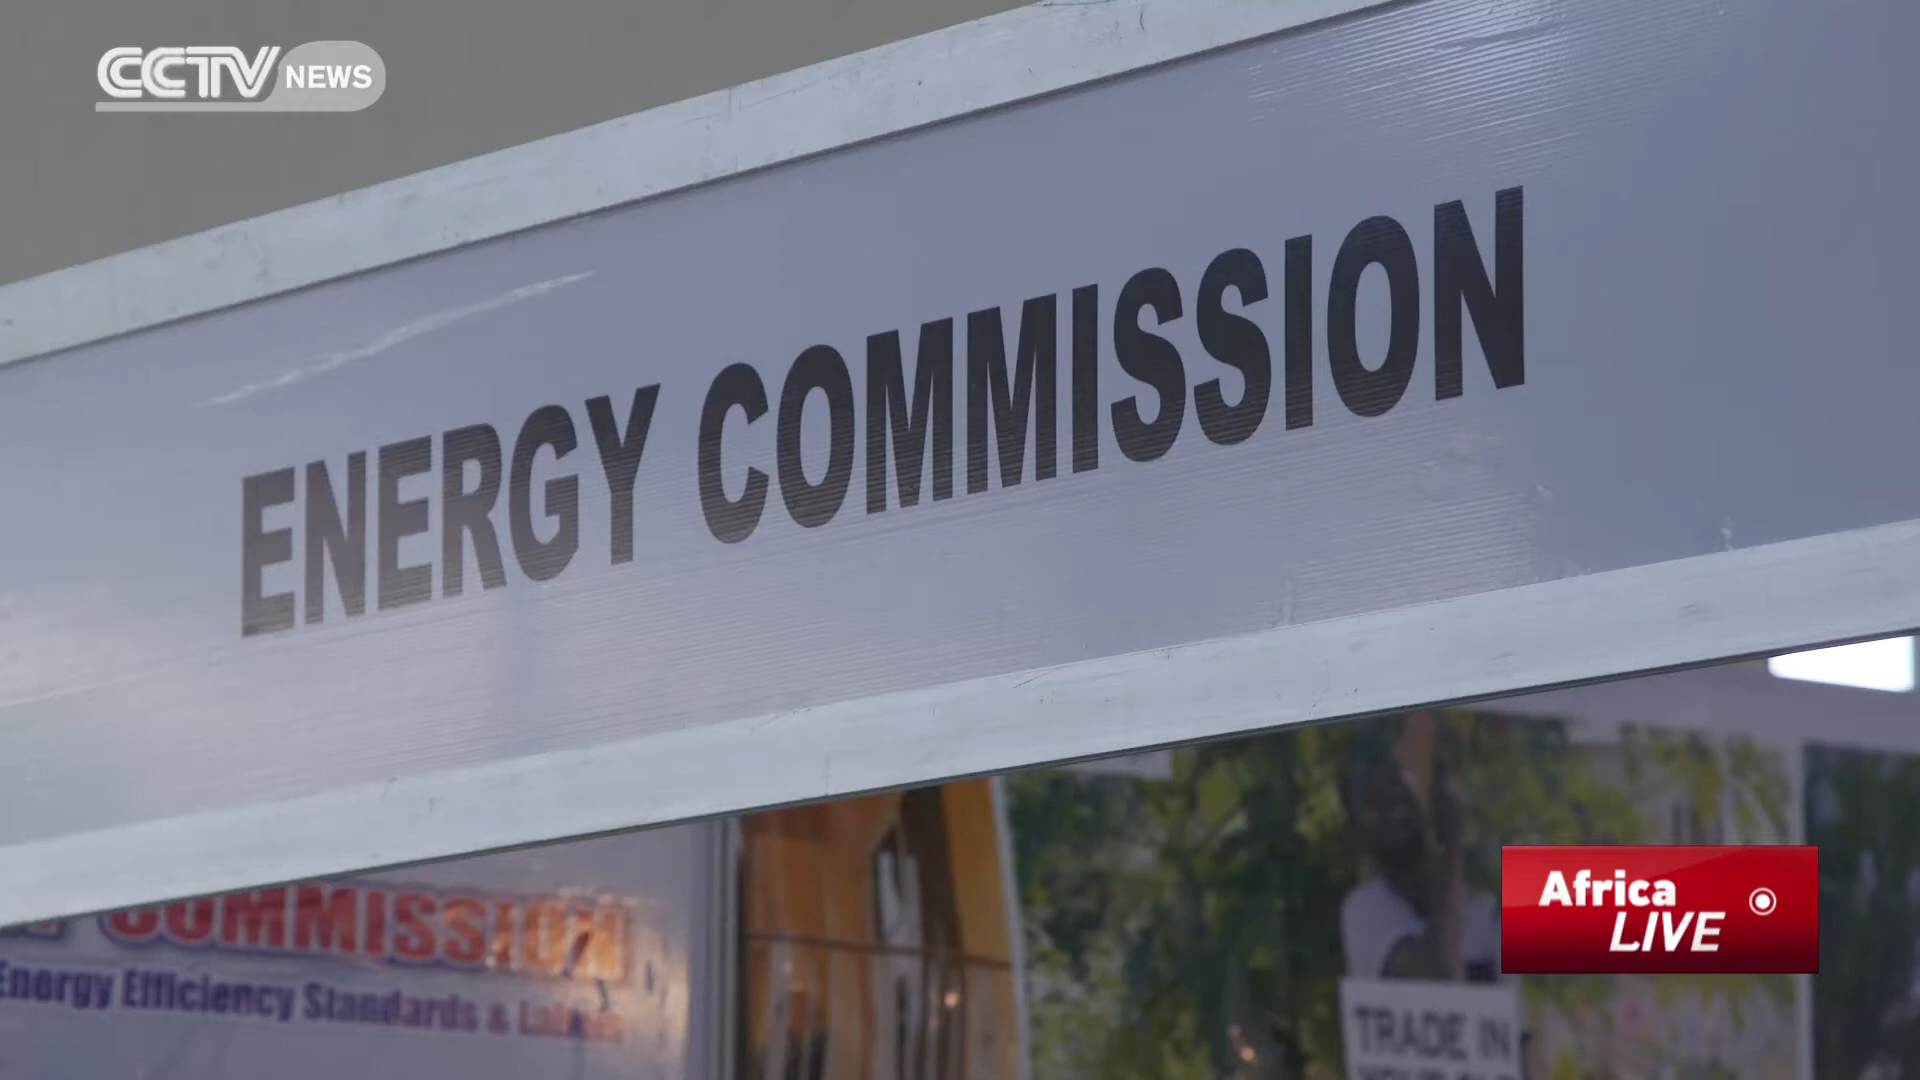 CCTV NEWS
ENERGY COMMISSION
COMMISSION
Energy Efficiency Standards &
Africa
LIVE
TRADE IN